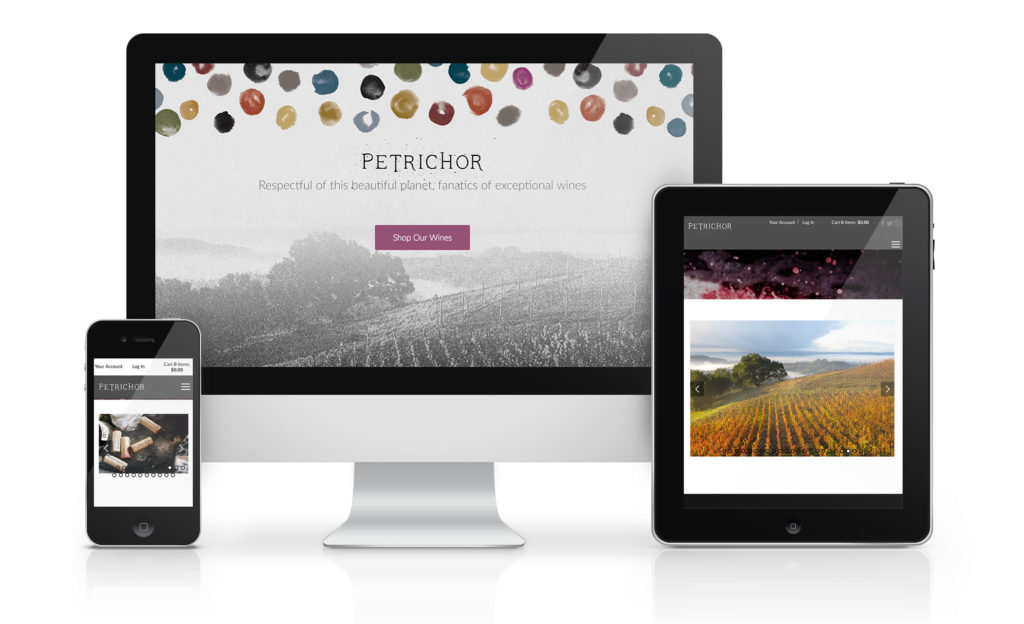 PETRICHOR
Respectful of this beautiful planet, fanatics of exceptional wines
Shop Our Wines
Your Account | Log In Cart 0 items: $0.00
PETRICHOR
Your Account Log In Cart 0 items:
$0.00
PETRICHOR